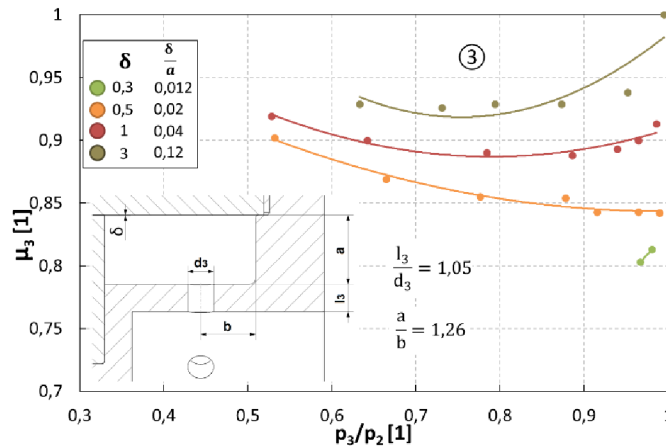 1
0,95
0,9
0,85
0,8
0,75
0,7
μ₃ [1]
δ δ/a
0,3 0,012
0,5 0,02
1 0,04
3 0,12
③
δ
d₃
a
l₃
b
l₃/d₃ = 1,05
a/b = 1,26
0,3 0,4 0,5 0,6 0,7 0,8 0,9 1
p₃/p₂ [1]